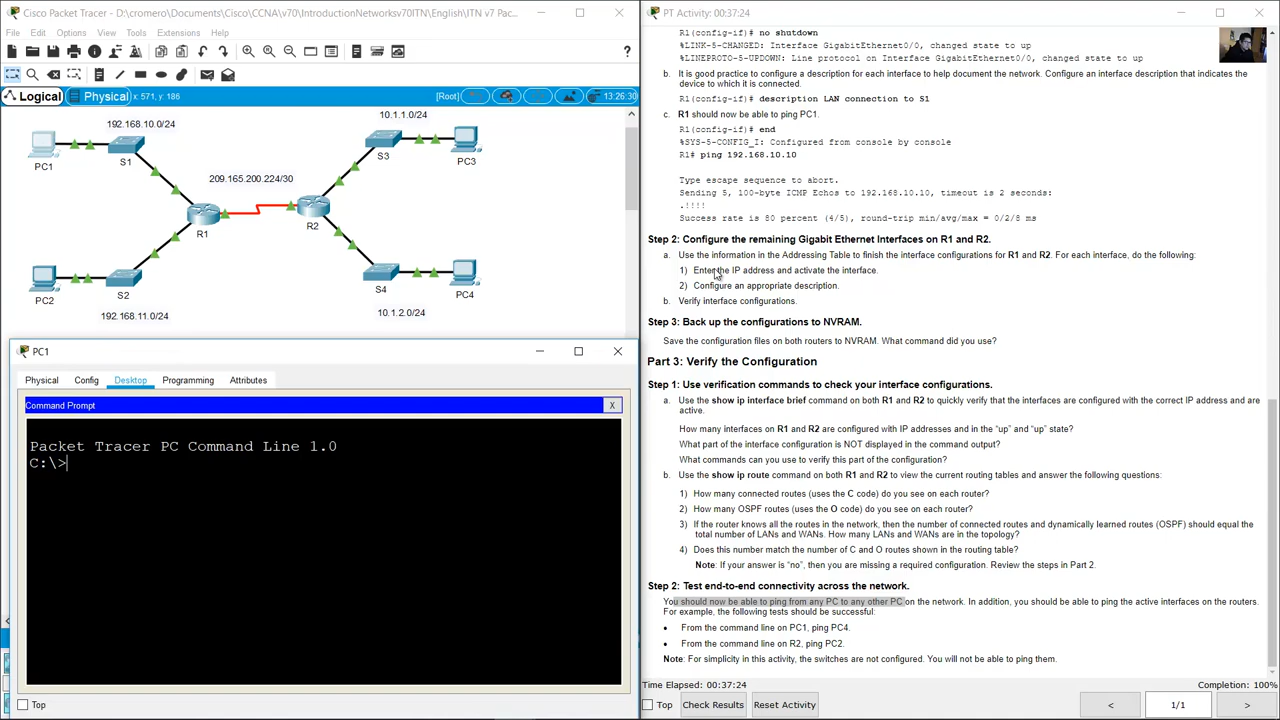 Cisco Packet Tracer - D:\cromero\Documents\Cisco\CCNA\v70\IntroductionNetworksv70ITN\English\ITN v7 Pac...
File Edit Options View Tools Extensions Help
Logical Physical x: 571, y: 186 [Root] 13:26:30
192.168.10.0/24
10.1.1.0/24
PC1
S1
S3
PC3
209.165.200.224/30
R1
R2
PC2
S2
S4
PC4
192.168.11.0/24
10.1.2.0/24
PC1
Physical Config Desktop Programming Attributes
Command Prompt X
Packet Tracer PC Command Line 1.0
C:\>
Top
PT Activity: 00:37:24
R1(config-if)# no shutdown
%LINK-5-CHANGED: Interface GigabitEthernet0/0, changed state to up
%LINEPROTO-5-UPDOWN: Line protocol on Interface GigabitEthernet0/0, changed state to up
b. It is good practice to configure a description for each interface to help document the network. Configure an interface description that indicates the
device to which it is connected.
R1(config-if)# description LAN connection to S1
c. R1 should now be able to ping PC1.
R1(config-if)# end
%SYS-5-CONFIG_I: Configured from console by console
R1# ping 192.168.10.10
Type escape sequence to abort.
Sending 5, 100-byte ICMP Echos to 192.168.10.10, timeout is 2 seconds:
.!!!!
Success rate is 80 percent (4/5), round-trip min/avg/max = 0/2/8 ms
Step 2: Configure the remaining Gigabit Ethernet Interfaces on R1 and R2.
a. Use the information in the Addressing Table to finish the interface configurations for R1 and R2. For each interface, do the following:
1) Enter the IP address and activate the interface.
2) Configure an appropriate description.
b. Verify interface configurations.
Step 3: Back up the configurations to NVRAM.
Save the configuration files on both routers to NVRAM. What command did you use?
Part 3: Verify the Configuration
Step 1: Use verification commands to check your interface configurations.
a. Use the show ip interface brief command on both R1 and R2 to quickly verify that the interfaces are configured with the correct IP address and are
active.
How many interfaces on R1 and R2 are configured with IP addresses and in the "up" and "up" state?
What part of the interface configuration is NOT displayed in the command output?
What commands can you use to verify this part of the configuration?
b. Use the show ip route command on both R1 and R2 to view the current routing tables and answer the following questions:
1) How many connected routes (uses the C code) do you see on each router?
2) How many OSPF routes (uses the O code) do you see on each router?
3) If the router knows all the routes in the network, then the number of connected routes and dynamically learned routes (OSPF) should equal the
total number of LANs and WANs. How many LANs and WANs are in the topology?
4) Does this number match the number of C and O routes shown in the routing table?
Note: If your answer is "no", then you are missing a required configuration. Review the steps in Part 2.
Step 2: Test end-to-end connectivity across the network.
You should now be able to ping from any PC to any other PC on the network. In addition, you should be able to ping the active interfaces on the routers.
For example, the following tests should be successful:
• From the command line on PC1, ping PC4.
• From the command line on R2, ping PC2.
Note: For simplicity in this activity, the switches are not configured. You will not be able to ping them.
Time Elapsed: 00:37:24 Completion: 100%
Top Check Results Reset Activity < 1/1 >